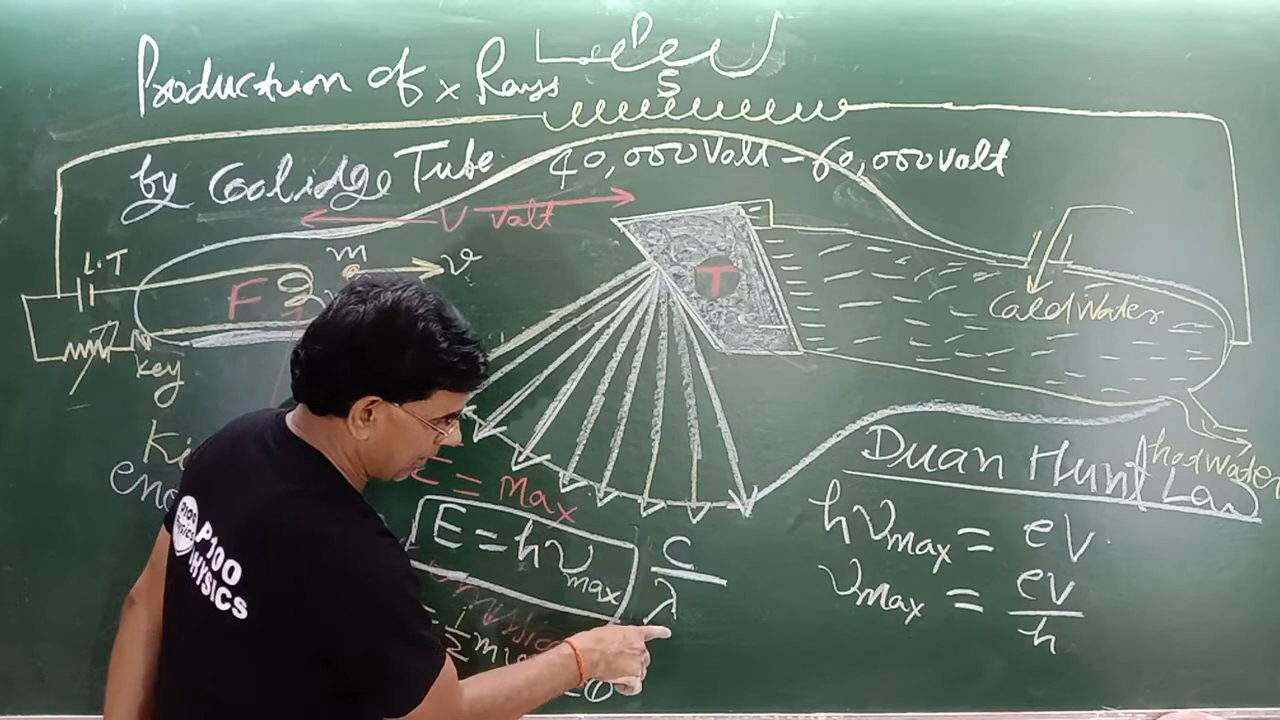 Production of x Rays
P
S
by Coolidge Tube
40,000 Volt - 60,000 volt
V Volt
L.T
m
v
F
T
Cold Water
key
hot water
Duan Hunt Law
Max
E = hνmax
C
λ
hνmax = eV
νmax = eV
h
P100
PHYSICS